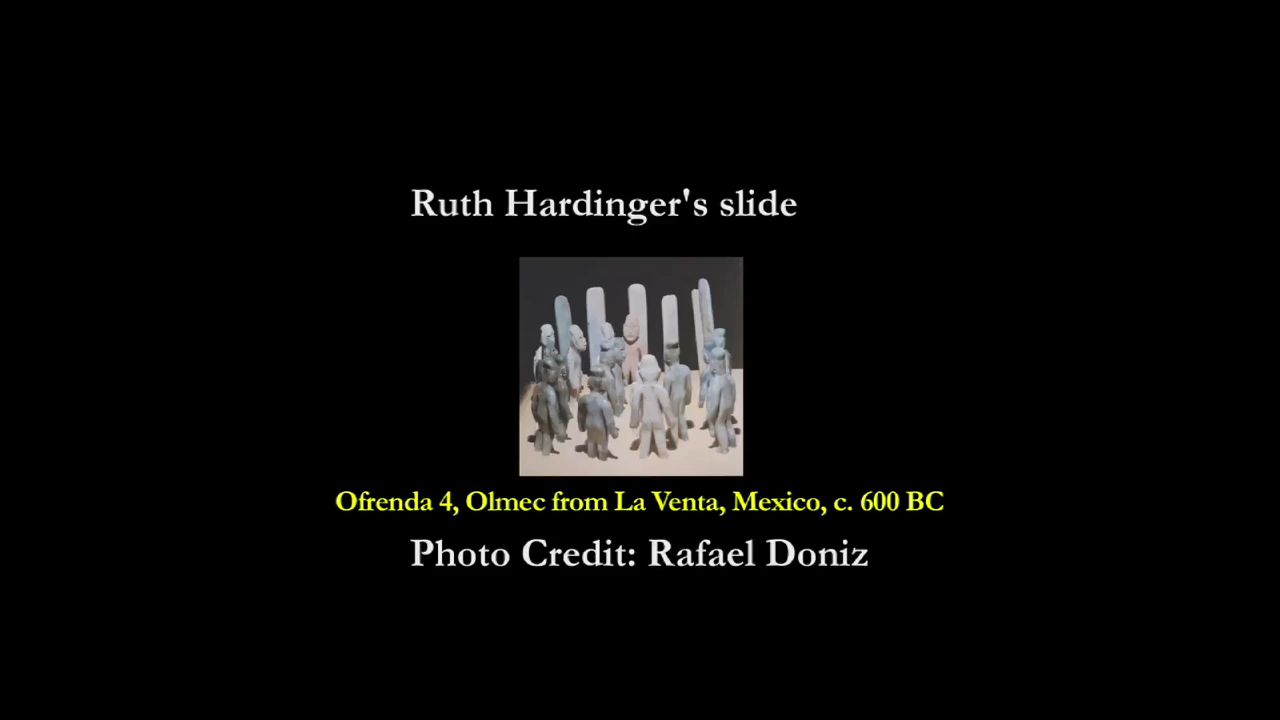 Ruth Hardinger's slide
Ofrenda 4, Olmec from La Venta, Mexico, c. 600 BC
Photo Credit: Rafael Doniz